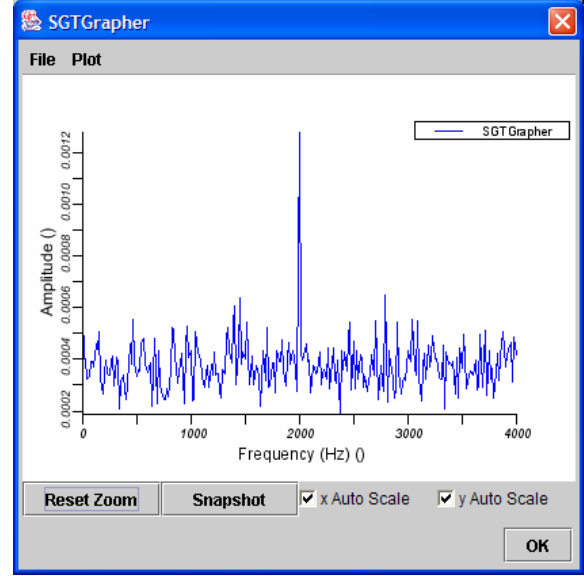 SGTGrapher
File Plot
SGTGrapher
0.0012
0.0010
0.0008
0.0006
0.0004
0.0002
Amplitude ()
0 1000 2000 3000 4000
Frequency (Hz) ()
Reset Zoom Snapshot x Auto Scale y Auto Scale
OK